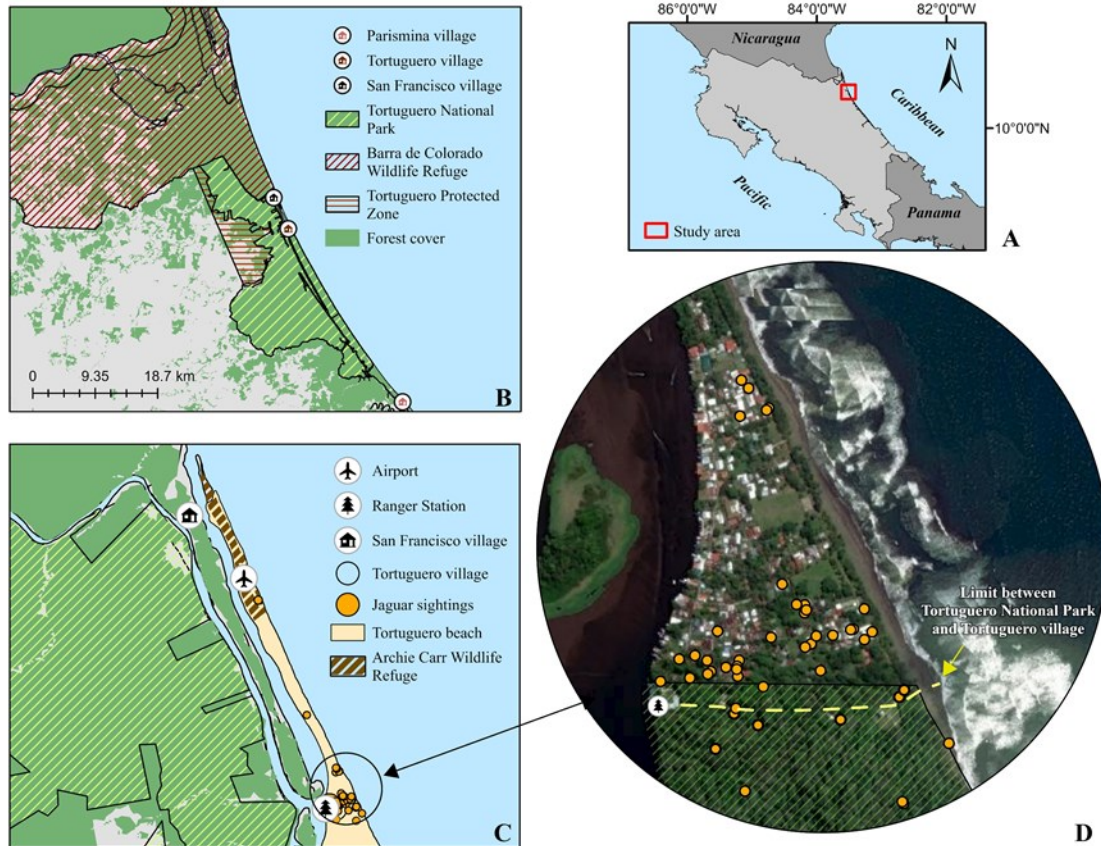 Parismina village
Tortuguero village
San Francisco village
Tortuguero National
Park
Barra de Colorado
Wildlife Refuge
Tortuguero Protected
Zone
Forest cover
0 9.35 18.7 km
B
86°0'0"W 84°0'0"W 82°0'0"W
Nicaragua
N
Caribbean
10°0'0"N
Pacific
Panama
Study area
A
Airport
Ranger Station
San Francisco village
Tortuguero village
Jaguar sightings
Tortuguero beach
Archie Carr Wildlife
Refuge
C
Limit between
Tortuguero National Park
and Tortuguero village
D